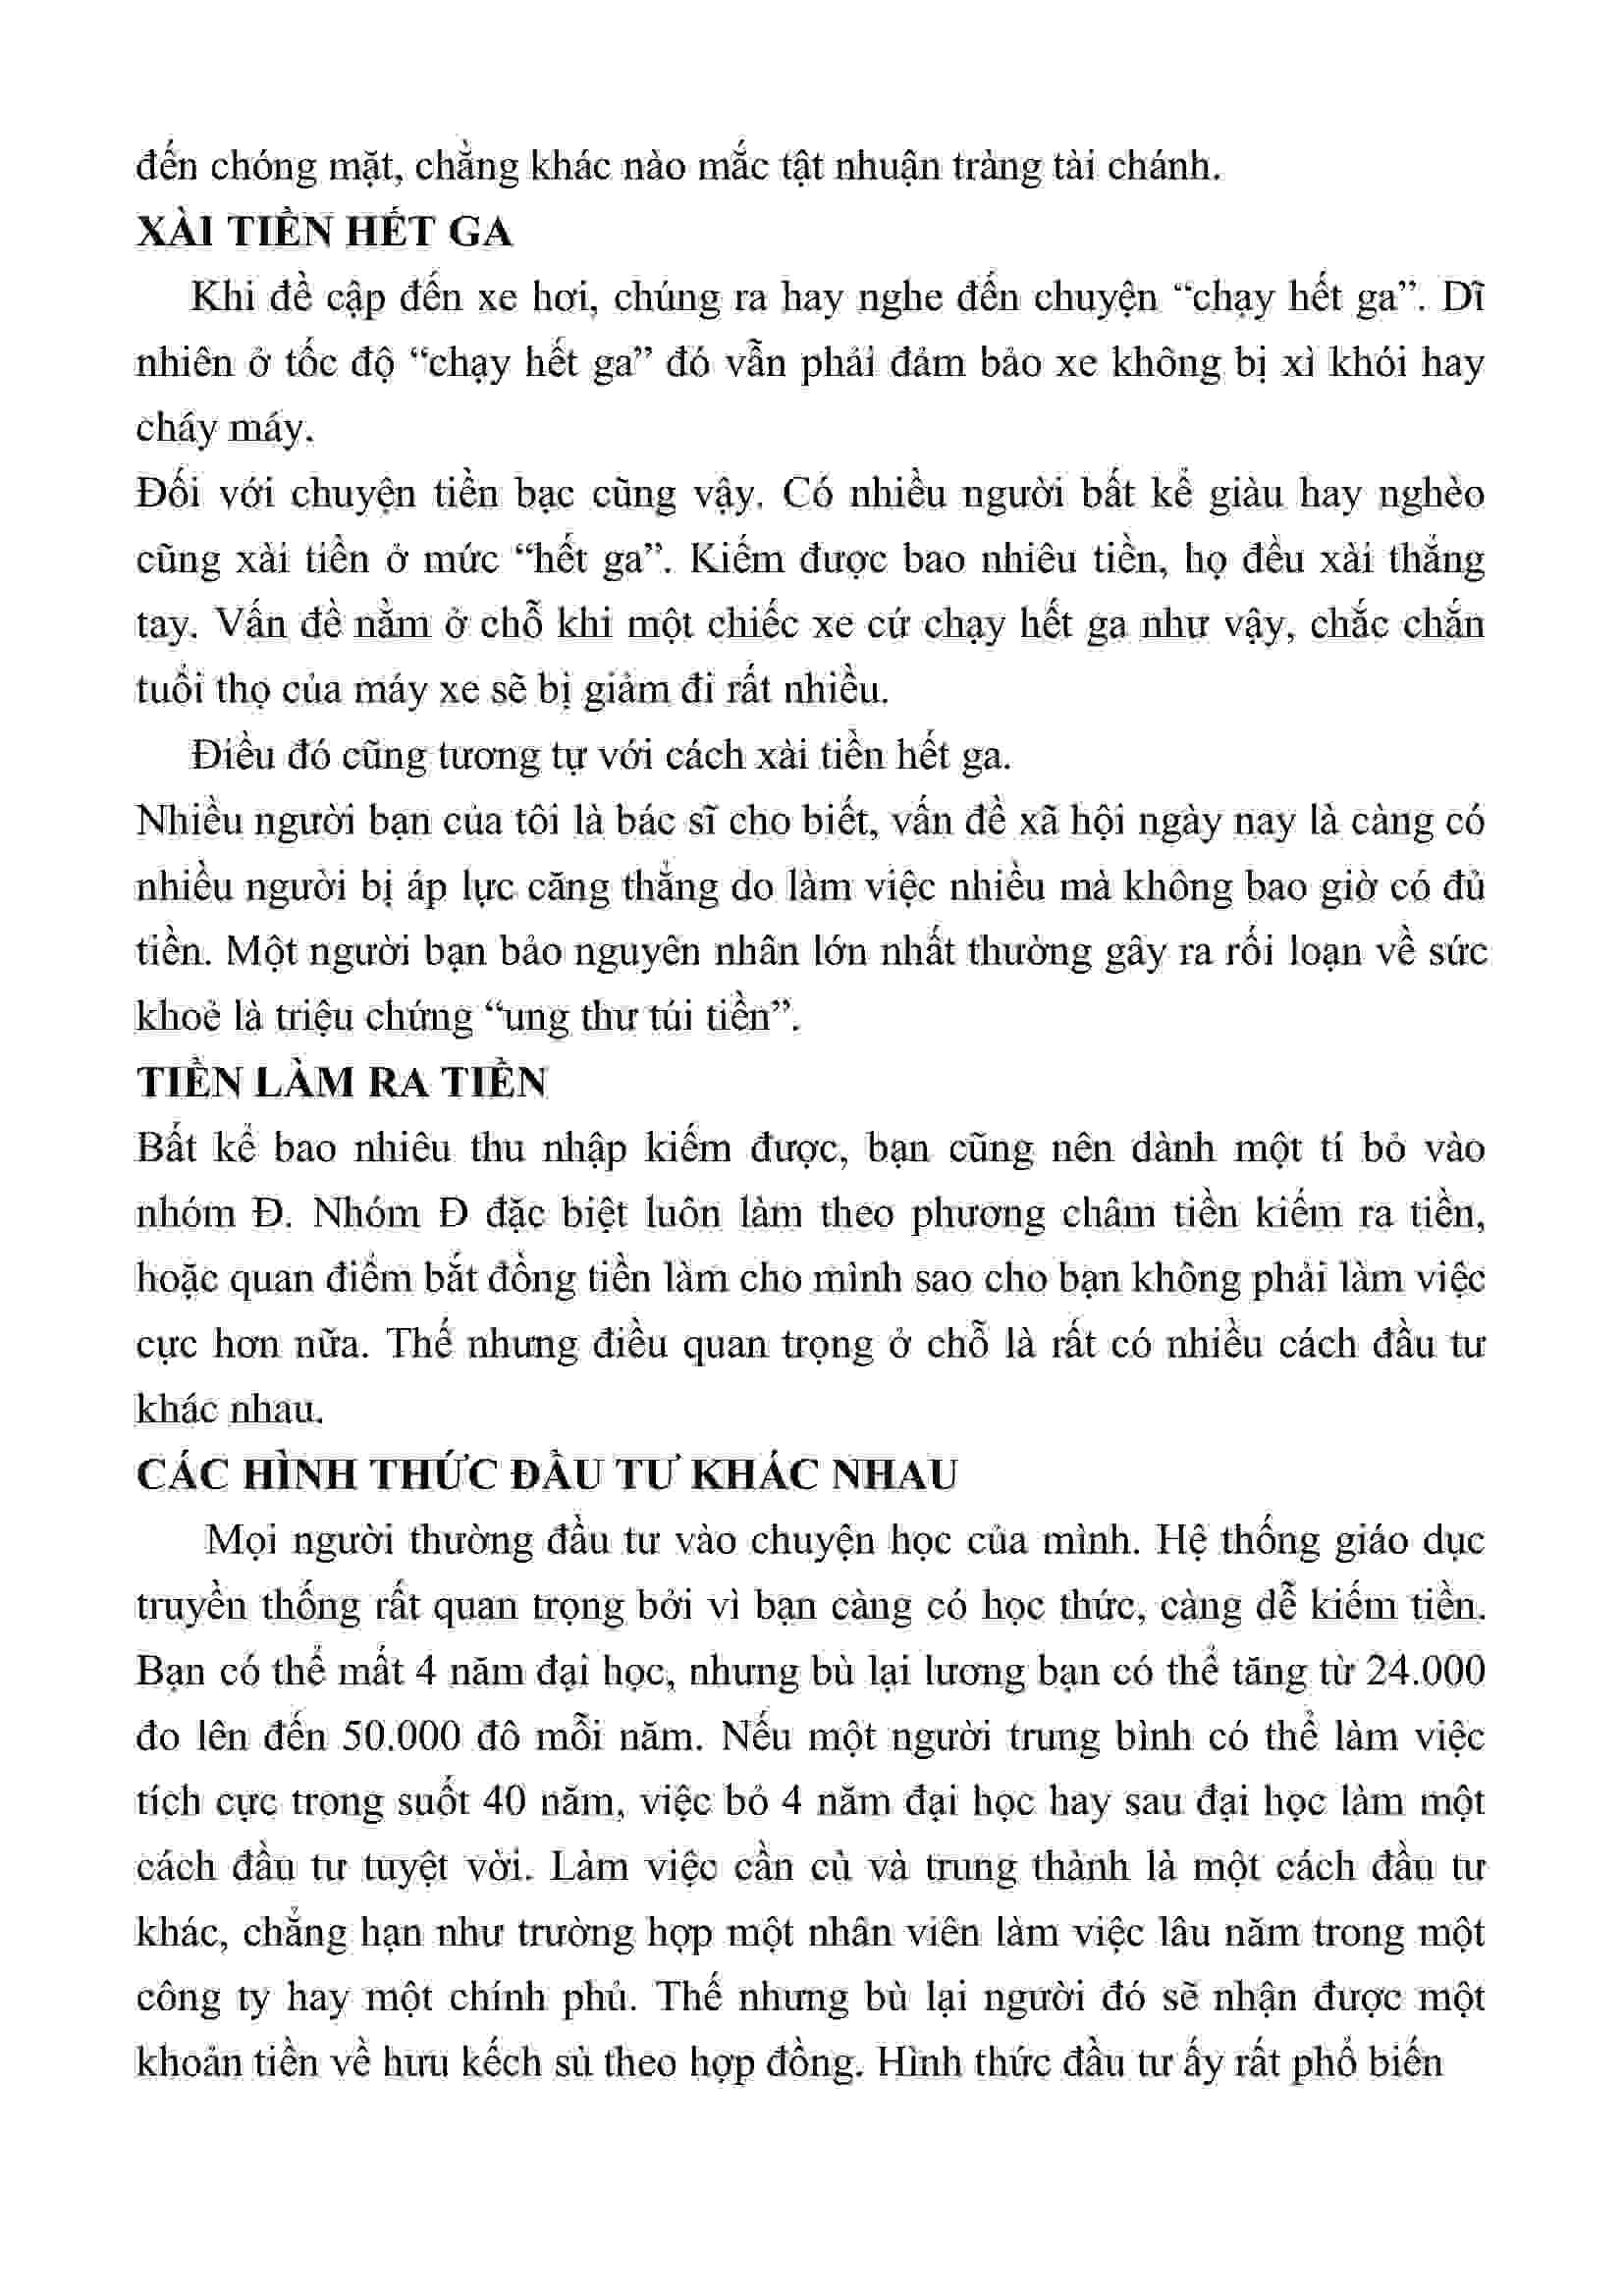 đến chóng mặt, chẳng khác nào mắc tật nhuận tràng tài chánh.
XÀI TIỀN HẾT GA
Khi đề cập đến xe hơi, chúng ra hay nghe đến chuyện “chạy hết ga”. Dĩ
nhiên ở tốc độ “chạy hết ga” đó vẫn phải đảm bảo xe không bị xì khói hay
cháy máy.
Đối với chuyện tiền bạc cũng vậy. Có nhiều người bất kể giàu hay nghèo
cũng xài tiền ở mức “hết ga”. Kiếm được bao nhiêu tiền, họ đều xài thẳng
tay. Vấn đề nằm ở chỗ khi một chiếc xe cứ chạy hết ga như vậy, chắc chắn
tuổi thọ của máy xe sẽ bị giảm đi rất nhiều.
Điều đó cũng tương tự với cách xài tiền hết ga.
Nhiều người bạn của tôi là bác sĩ cho biết, vấn đề xã hội ngày nay là càng có
nhiều người bị áp lực căng thẳng do làm việc nhiều mà không bao giờ có đủ
tiền. Một người bạn bảo nguyên nhân lớn nhất thường gây ra rối loạn về sức
khoẻ là triệu chứng “ung thư túi tiền”.
TIỀN LÀM RA TIỀN
Bất kể bao nhiêu thu nhập kiếm được, bạn cũng nên dành một tí bỏ vào
nhóm Đ. Nhóm Đ đặc biệt luôn làm theo phương châm tiền kiếm ra tiền,
hoặc quan điểm bắt đồng tiền làm cho mình sao cho bạn không phải làm việc
cực hơn nữa. Thế nhưng điều quan trọng ở chỗ là rất có nhiều cách đầu tư
khác nhau.
CÁC HÌNH THỨC ĐẦU TƯ KHÁC NHAU
Mọi người thường đầu tư vào chuyện học của mình. Hệ thống giáo dục
truyền thống rất quan trọng bởi vì bạn càng có học thức, càng dễ kiếm tiền.
Bạn có thể mất 4 năm đại học, nhưng bù lại lương bạn có thể tăng từ 24.000
đo lên đến 50.000 đô mỗi năm. Nếu một người trung bình có thể làm việc
tích cực trong suốt 40 năm, việc bỏ 4 năm đại học hay sau đại học làm một
cách đầu tư tuyệt vời. Làm việc cần cù và trung thành là một cách đầu tư
khác, chẳng hạn như trường hợp một nhân viên làm việc lâu năm trong một
công ty hay một chính phủ. Thế nhưng bù lại người đó sẽ nhận được một
khoản tiền về hưu kếch sù theo hợp đồng. Hình thức đầu tư ấy rất phổ biến